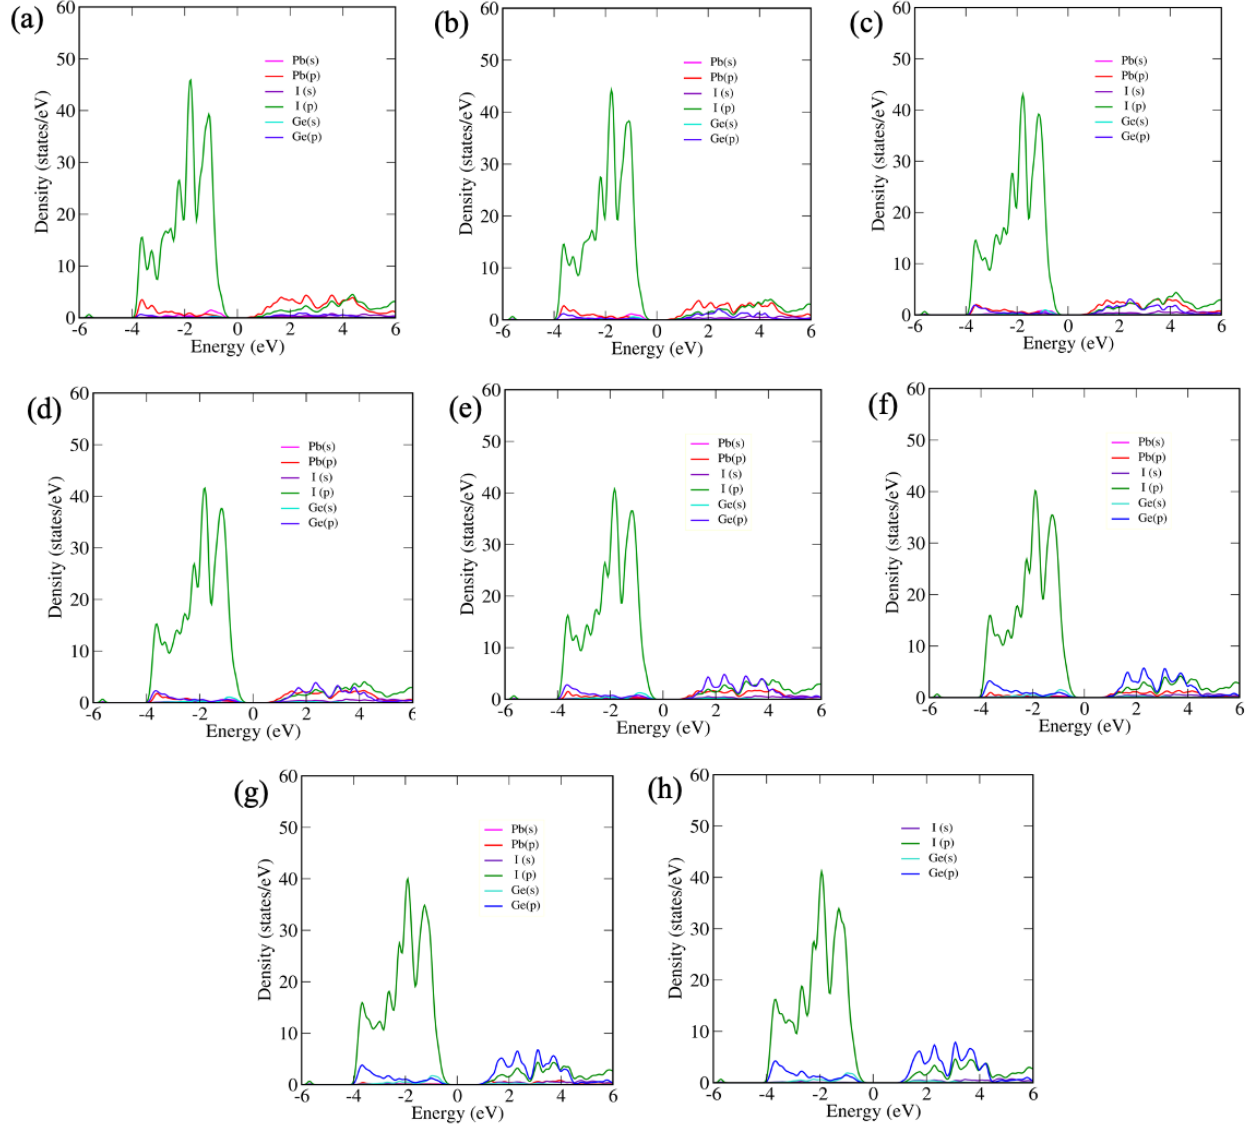 (a)
60
50
40
30
20
10
0
Density (states/eV)
Pb(s)
Pb(p)
I (s)
I (p)
Ge(s)
Ge(p)
-6 -4 -2 0 2 4 6
Energy (eV)
(b)
60
50
40
30
20
10
0
Density (states/eV)
Pb(s)
Pb(p)
I (s)
I (p)
Ge(s)
Ge(p)
-6 -4 -2 0 2 4 6
Energy (eV)
(c)
60
50
40
30
20
10
0
Density (states/eV)
Pb(s)
Pb(p)
I (s)
I (p)
Ge(s)
Ge(p)
-6 -4 -2 0 2 4 6
Energy (eV)
(d)
60
50
40
30
20
10
0
Density (states/eV)
Pb(s)
Pb(p)
I (s)
I (p)
Ge(s)
Ge(p)
-6 -4 -2 0 2 4 6
Energy (eV)
(e)
60
50
40
30
20
10
0
Density (states/eV)
Pb(s)
Pb(p)
I (s)
I (p)
Ge(s)
Ge(p)
-6 -4 -2 0 2 4 6
Energy (eV)
(f)
60
50
40
30
20
10
0
Density (states/eV)
Pb(s)
Pb(p)
I (s)
I (p)
Ge(s)
Ge(p)
-6 -4 -2 0 2 4 6
Energy (eV)
(g)
60
50
40
30
20
10
0
Density (states/eV)
Pb(s)
Pb(p)
I (s)
I (p)
Ge(s)
Ge(p)
-6 -4 -2 0 2 4 6
Energy (eV)
(h)
60
50
40
30
20
10
0
Density (states/eV)
I (s)
I (p)
Ge(s)
Ge(p)
-6 -4 -2 0 2 4 6
Energy (eV)